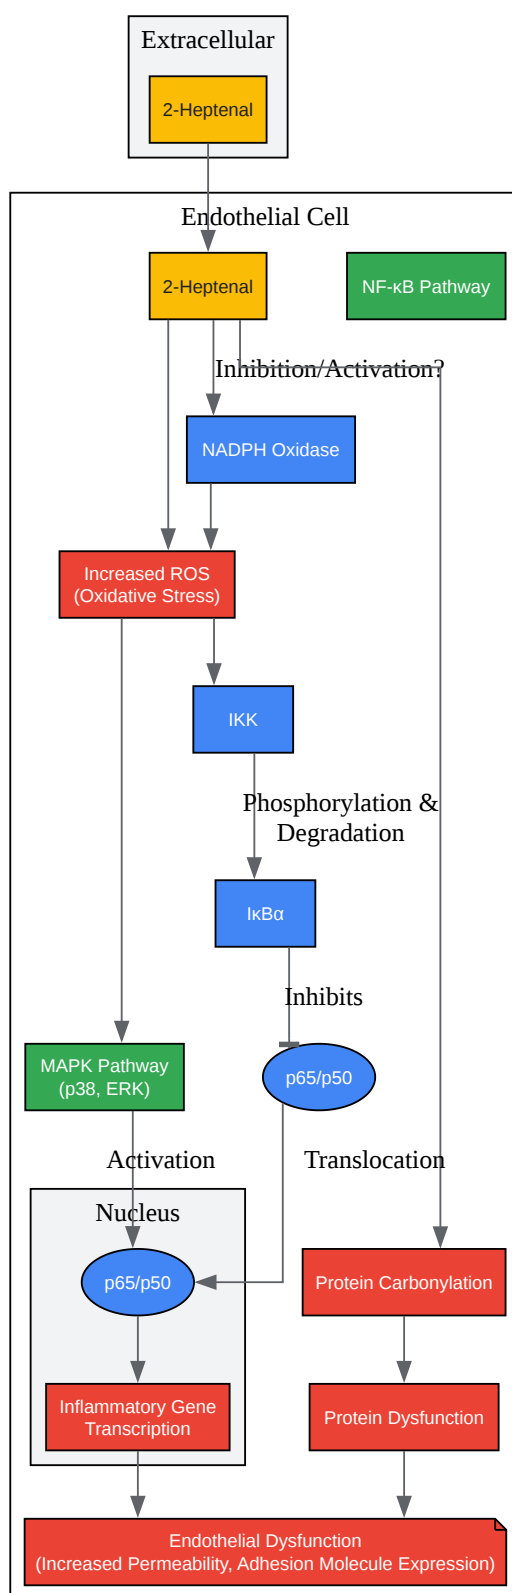 Extracellular
2-Heptenal
Endothelial Cell
2-Heptenal
NF-κB Pathway
Inhibition/Activation?
NADPH Oxidase
Increased ROS
(Oxidative Stress)
IKK
Phosphorylation &
Degradation
IκBα
Inhibits
MAPK Pathway
(p38, ERK)
p65/p50
Activation
Translocation
Nucleus
p65/p50
Protein Carbonylation
Inflammatory Gene
Transcription
Protein Dysfunction
Endothelial Dysfunction
(Increased Permeability, Adhesion Molecule Expression)